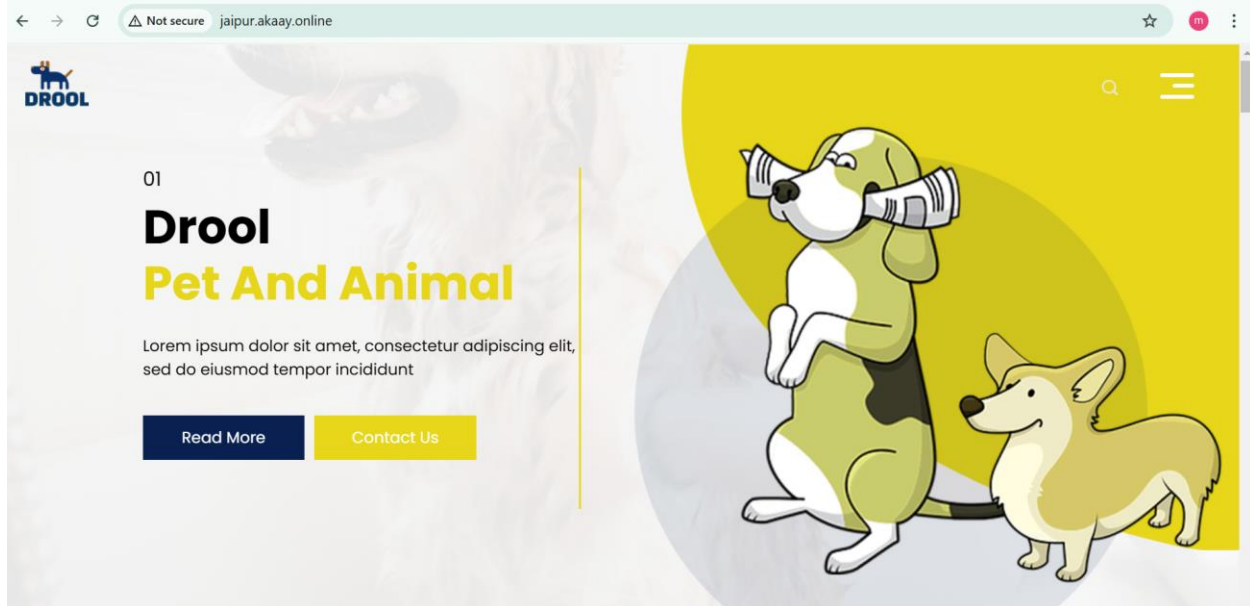 Not secure jaipur.akaay.online
m
DROOL
01
Drool
Pet And Animal
Lorem ipsum dolor sit amet, consectetur adipiscing elit,
sed do eiusmod tempor incididunt
Read More Contact Us